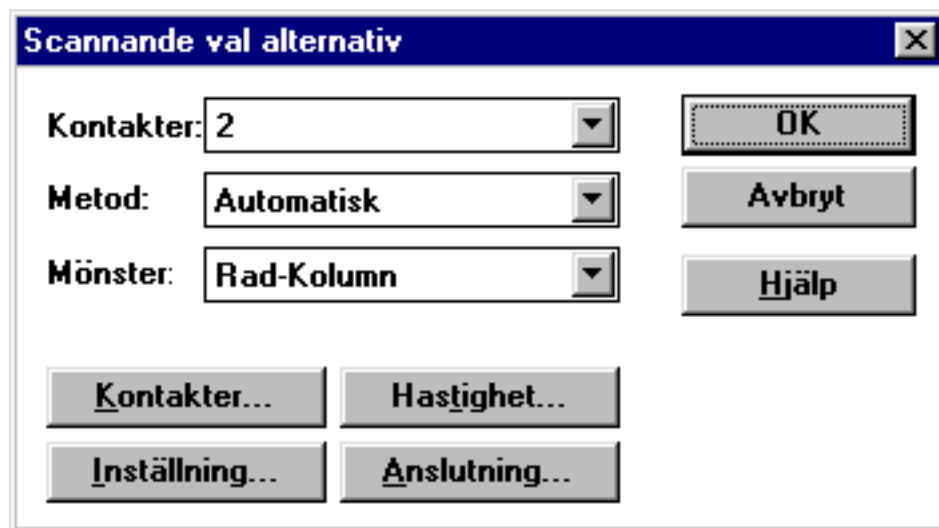 Scannande val alternativ
Kontakter: 2
OK
Metod: Automatisk
Avbryt
Mönster: Rad-Kolumn
Hjälp
Kontakter... Hastighet...
Inställning... Anslutning...